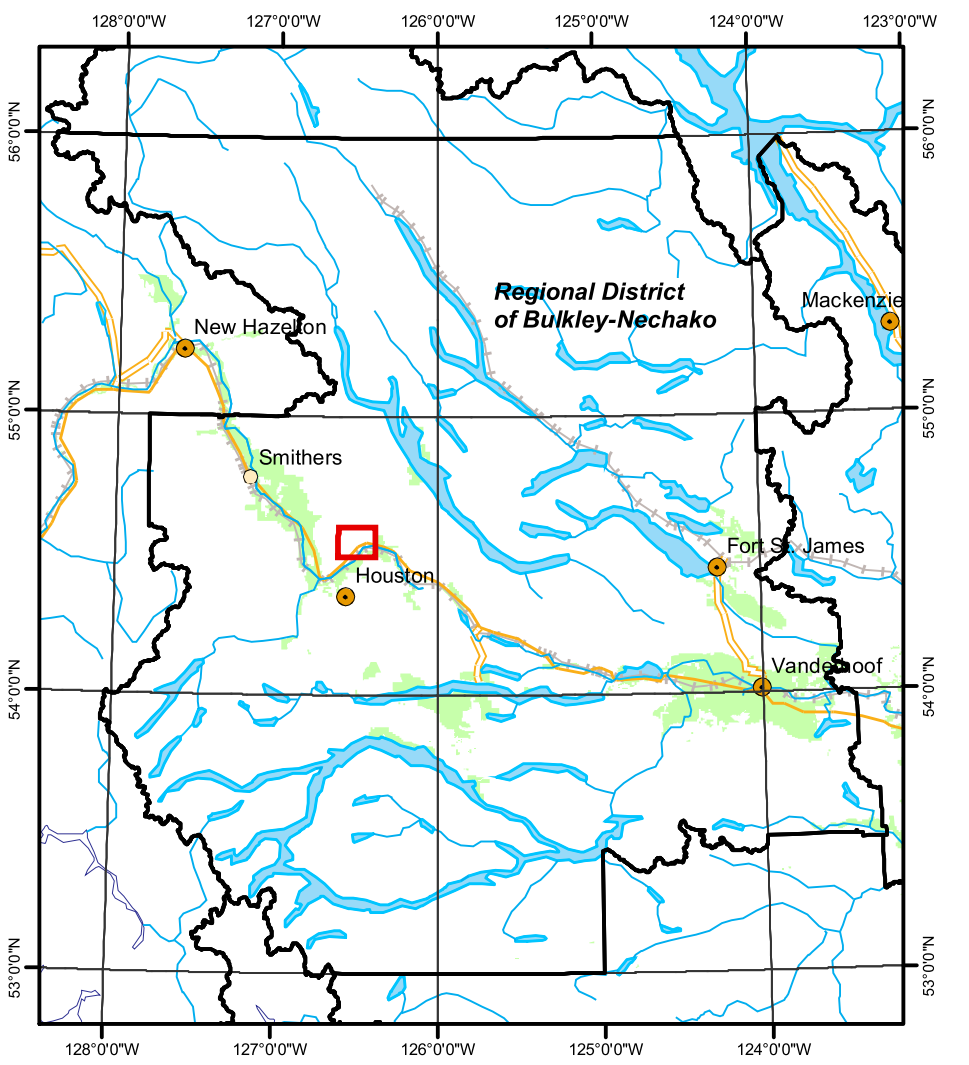 128°0'0"W 127°0'0"W 126°0'0"W 125°0'0"W 124°0'0"W 123°0'0"W
56°0'0"N 56°0'0"N
Regional District
of Bulkley-Nechako
Mackenzie
New Hazelton
55°0'0"N 55°0'0"N
Smithers
Fort St. James
Houston
Vanderhoof
54°0'0"N 54°0'0"N
53°0'0"N 53°0'0"N
128°0'0"W 127°0'0"W 126°0'0"W 125°0'0"W 124°0'0"W